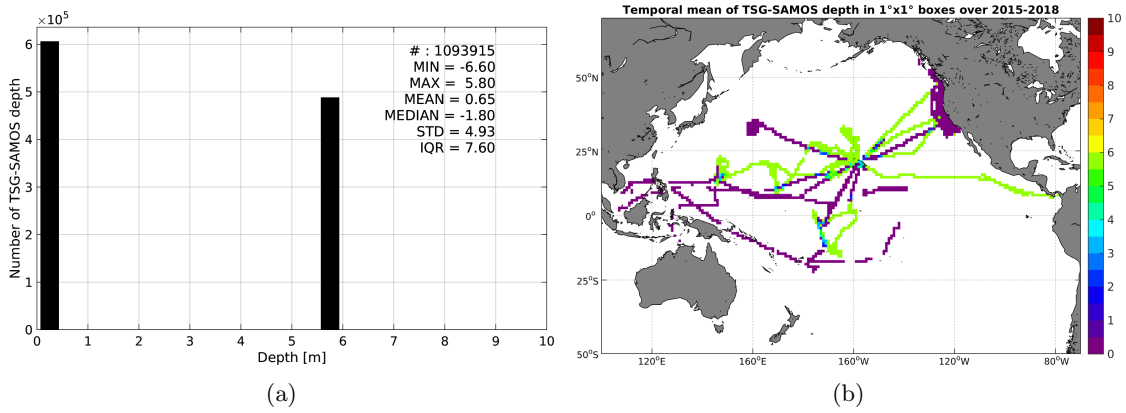 ×10⁵
6
5
4
3
2
1
0
Number of TSG-SAMOS depth
# : 1093915
MIN = -6.60
MAX = 5.80
MEAN = 0.65
MEDIAN = -1.80
STD = 4.93
IQR = 7.60
0 1 2 3 4 5 6 7 8 9 10
Depth [m]
(a)
Temporal mean of TSG-SAMOS depth in 1°x1° boxes over 2015-2018
50°N
25°N
0°
25°S
50°S
120°E 160°E 160°W 120°W 80°W
10
9
8
7
6
5
4
3
2
1
0
(b)